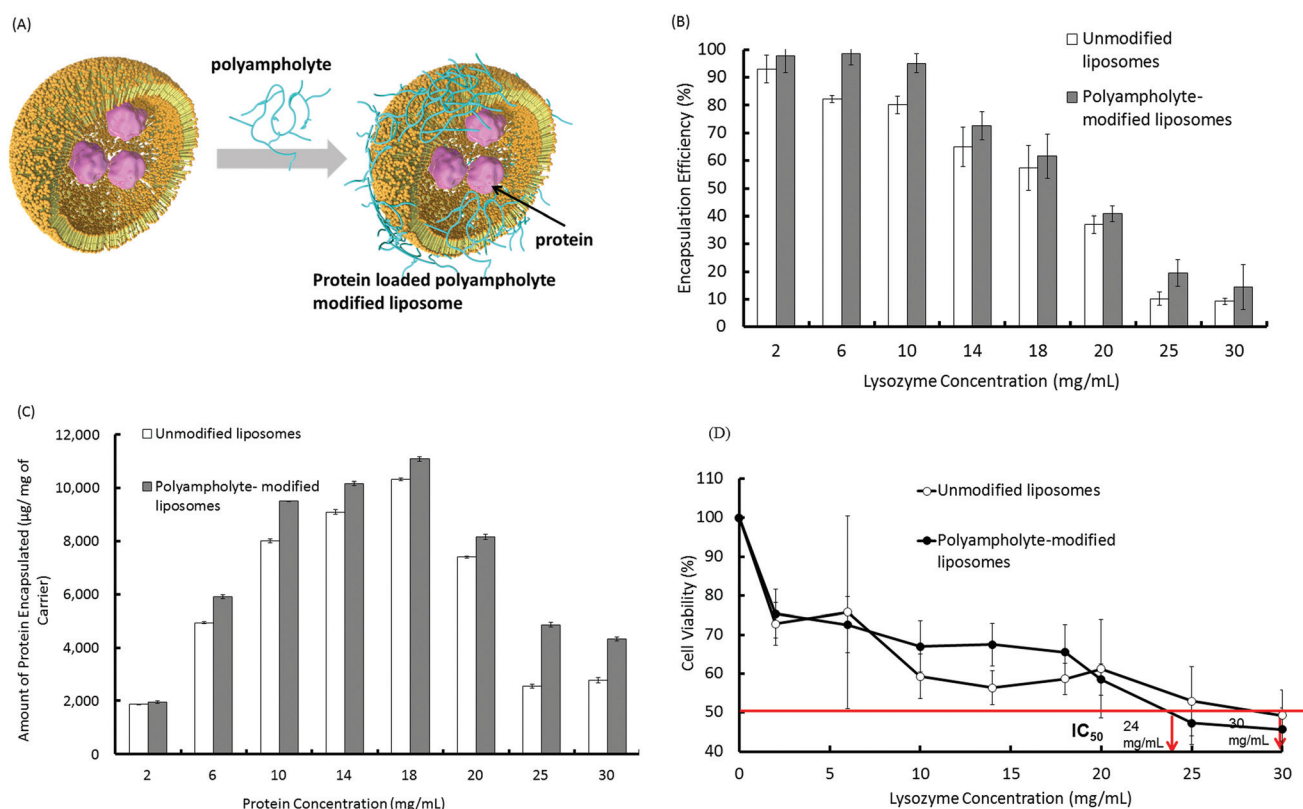 (A)
polyampholyte
protein
Protein loaded polyampholyte
modified liposome
(B)
Unmodified
liposomes
Polyampholyte-
modified liposomes
Encapsulation Efficiency (%)
100
90
80
70
60
50
40
30
20
10
0
2 6 10 14 18 20 25 30
Lysozyme Concentration (mg/mL)
(C)
Unmodified liposomes
Polyampholyte- modified
liposomes
Amount of Protein Encapsulated (µg/ mg of
Carrier)
12,000
10,000
8,000
6,000
4,000
2,000
0
2 6 10 14 18 20 25 30
Protein Concentration (mg/mL)
(D)
Unmodified liposomes
Polyampholyte-modified
liposomes
Cell Viability (%)
110
100
90
80
70
60
50
40
IC50
24
mg/mL
30
mg/mL
0 5 10 15 20 25 30
Lysozyme Concentration (mg/mL)